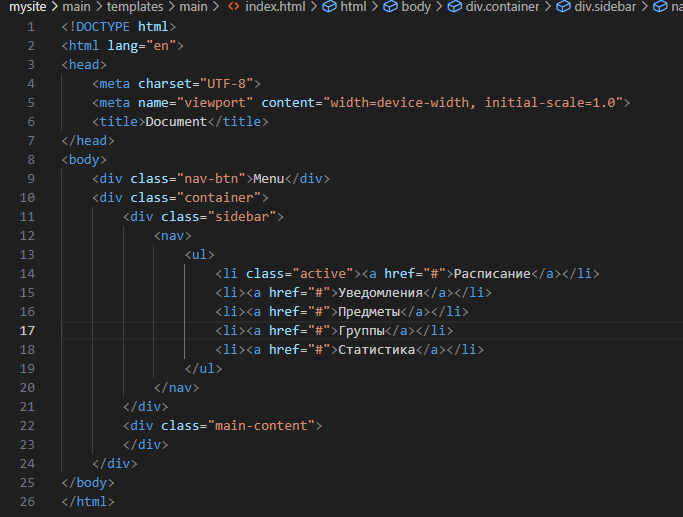 mysite > main > templates > main > <> index.html > html > body > div.container > div.sidebar > na
1 <!DOCTYPE html>
2 <html lang="en">
3 <head>
4 <meta charset="UTF-8">
5 <meta name="viewport" content="width=device-width, initial-scale=1.0">
6 <title>Document</title>
7 </head>
8 <body>
9 <div class="nav-btn">Menu</div>
10 <div class="container">
11 <div class="sidebar">
12 <nav>
13 <ul>
14 <li class="active"><a href="#">Расписание</a></li>
15 <li><a href="#">Уведомления</a></li>
16 <li><a href="#">Предметы</a></li>
17 <li><a href="#">Группы</a></li>
18 <li><a href="#">Статистика</a></li>
19 </ul>
20 </nav>
21 </div>
22 <div class="main-content">
23 </div>
24 </div>
25 </body>
26 </html>